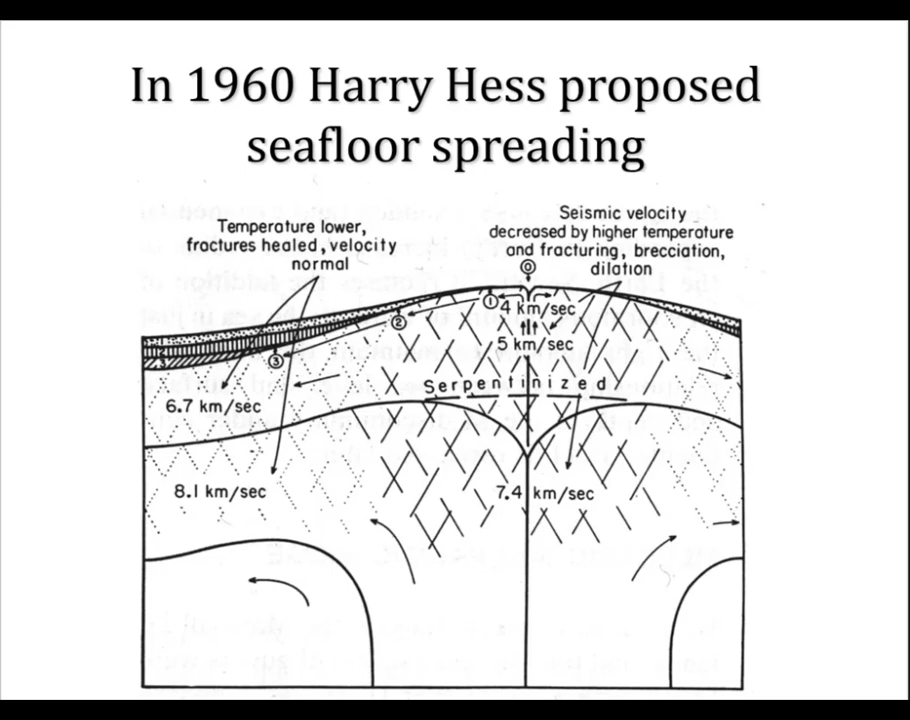 In 1960 Harry Hess proposed
seafloor spreading
Temperature lower,
fractures healed, velocity
normal
Seismic velocity
decreased by higher temperature
and fracturing, brecciation,
dilation
0
1
4 km/sec
2
5 km/sec
3
Serpentinized
6.7 km/sec
8.1 km/sec
7.4 km/sec